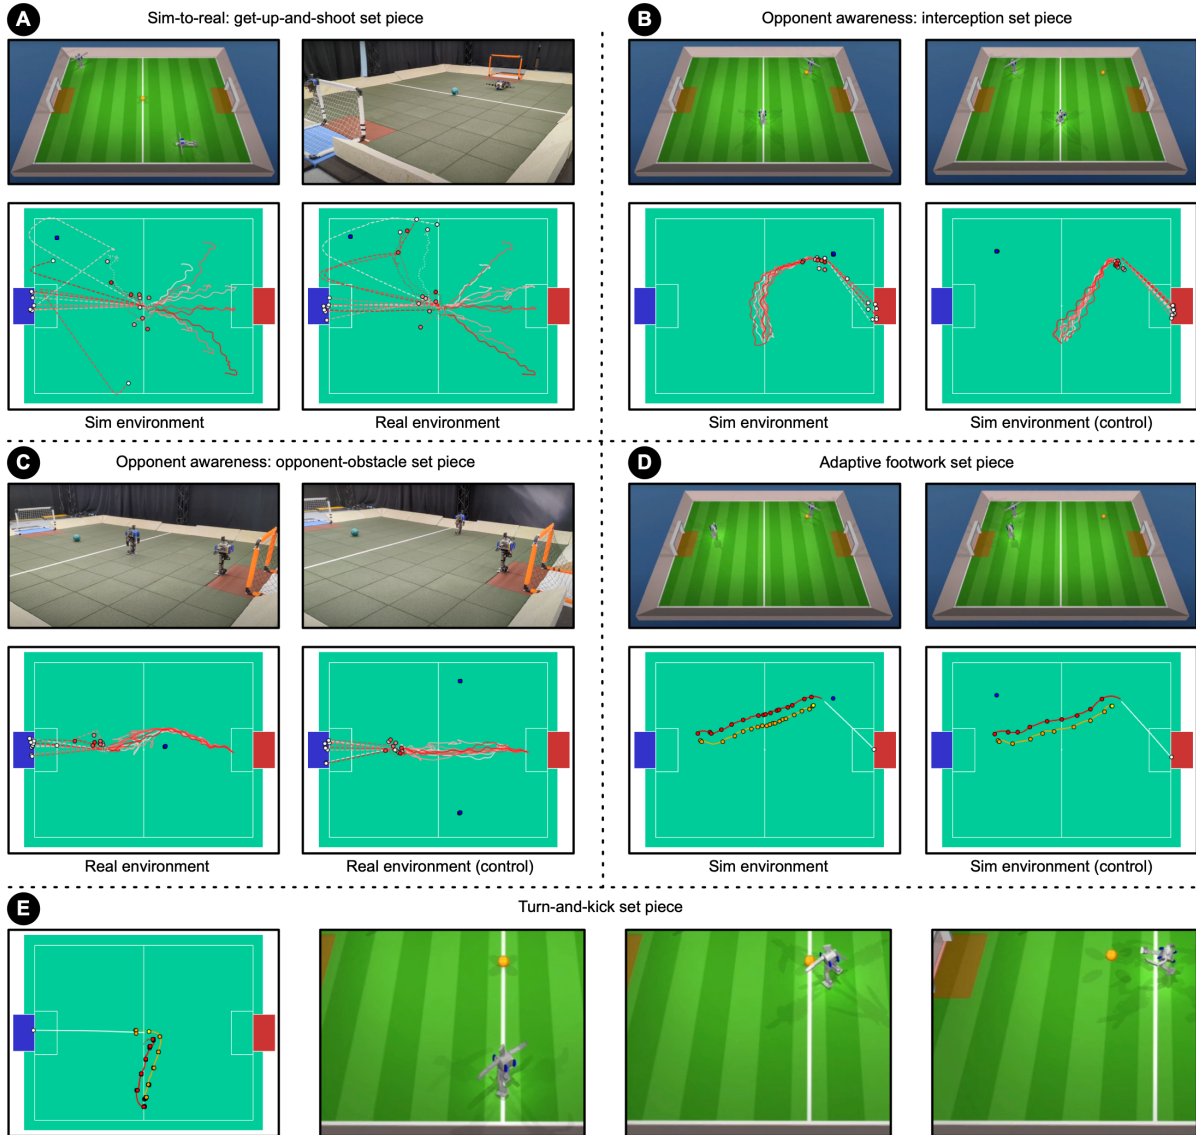 A
Sim-to-real: get-up-and-shoot set piece
Sim environment
Real environment
B
Opponent awareness: interception set piece
Sim environment
Sim environment (control)
C
Opponent awareness: opponent-obstacle set piece
Real environment
Real environment (control)
D
Adaptive footwork set piece
Sim environment
Sim environment (control)
E
Turn-and-kick set piece